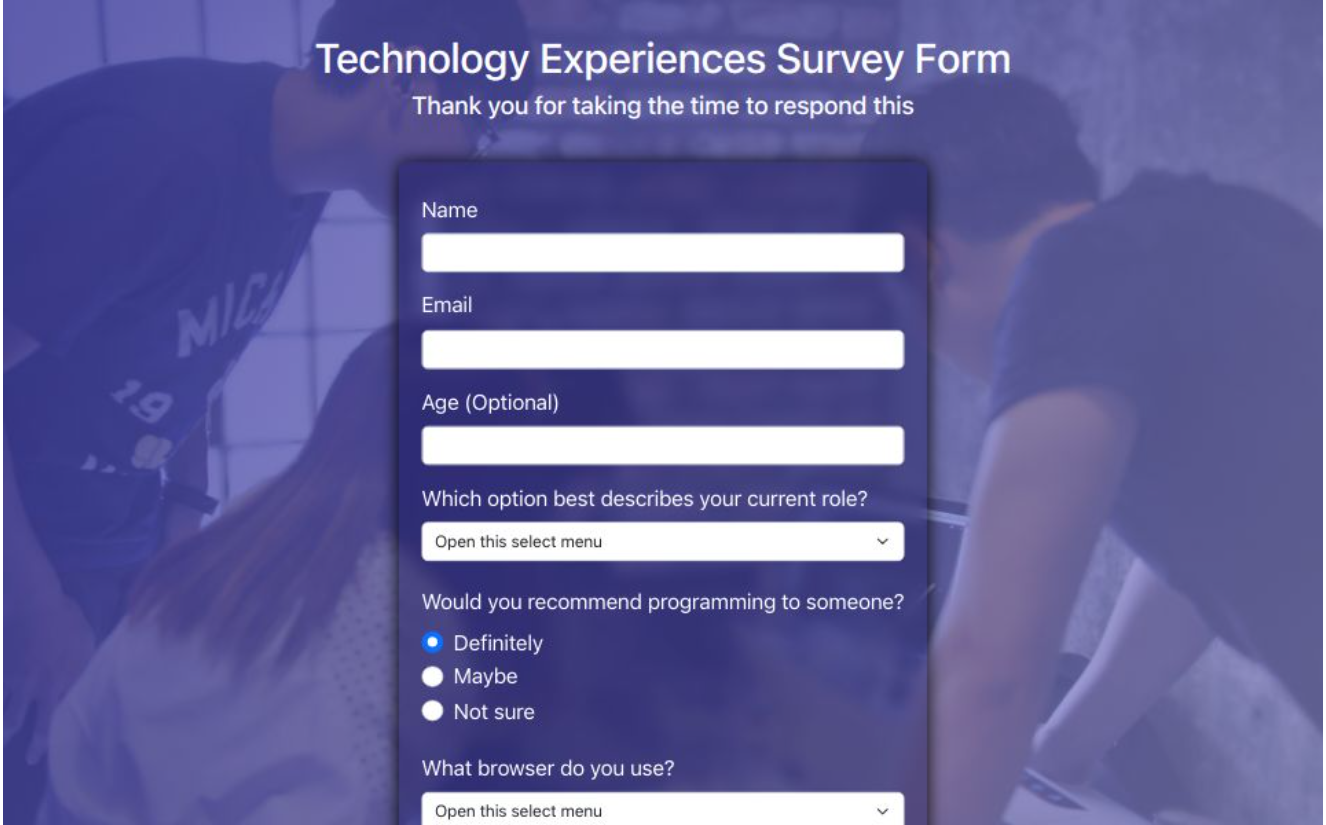 Technology Experiences Survey Form
Thank you for taking the time to respond this
Name
Email
Age (Optional)
Which option best describes your current role?
Open this select menu
Would you recommend programming to someone?
Definitely
Maybe
Not sure
What browser do you use?
Open this select menu
19